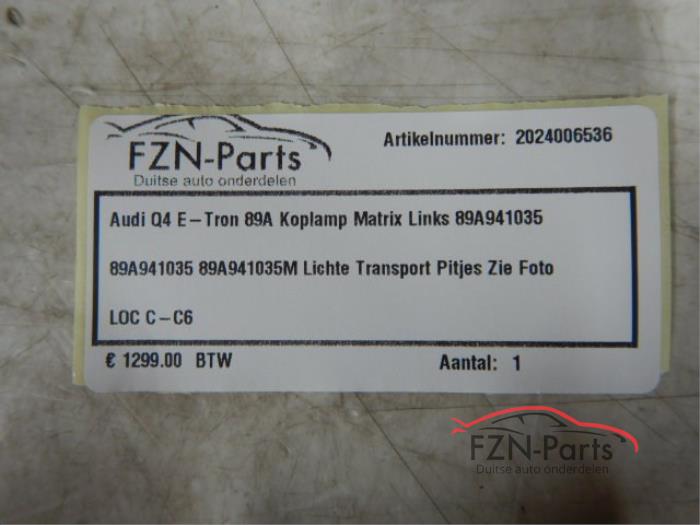 FZN-Parts
Duitse auto onderdelen
Artikelnummer: 2024006536
Audi Q4 E-Tron 89A Koplamp Matrix Links 89A941035
89A941035 89A941035M Lichte Transport Pitjes Zie Foto
LOC C-C6
€ 1299.00 BTW
Aantal: 1
FZN-Parts
Duitse auto onderdelen